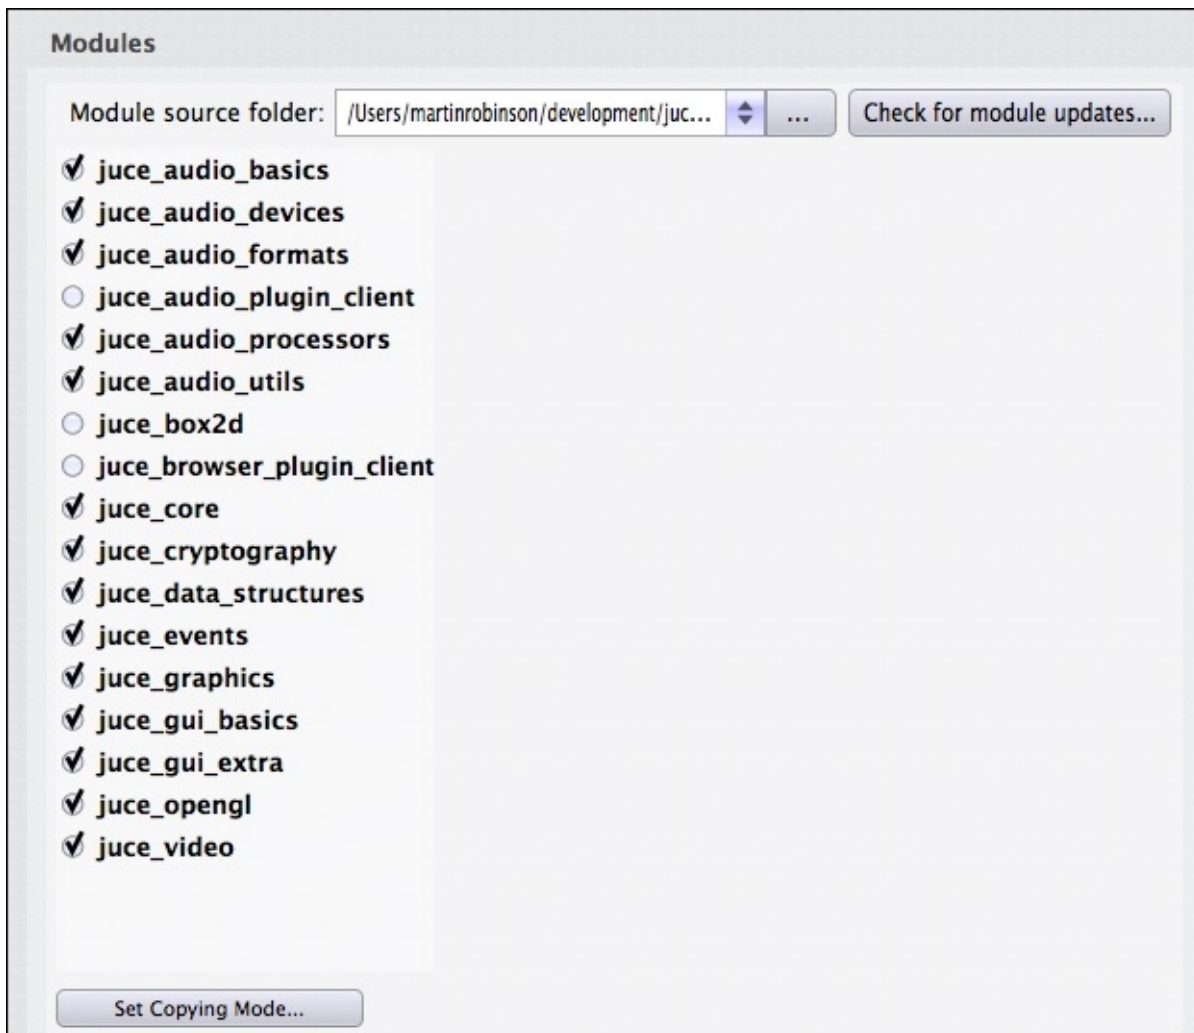 Modules
Module source folder: /Users/martinrobinson/development/juc... ... Check for module updates...
juce_audio_basics
juce_audio_devices
juce_audio_formats
juce_audio_plugin_client
juce_audio_processors
juce_audio_utils
juce_box2d
juce_browser_plugin_client
juce_core
juce_cryptography
juce_data_structures
juce_events
juce_graphics
juce_gui_basics
juce_gui_extra
juce_opengl
juce_video
Set Copying Mode...